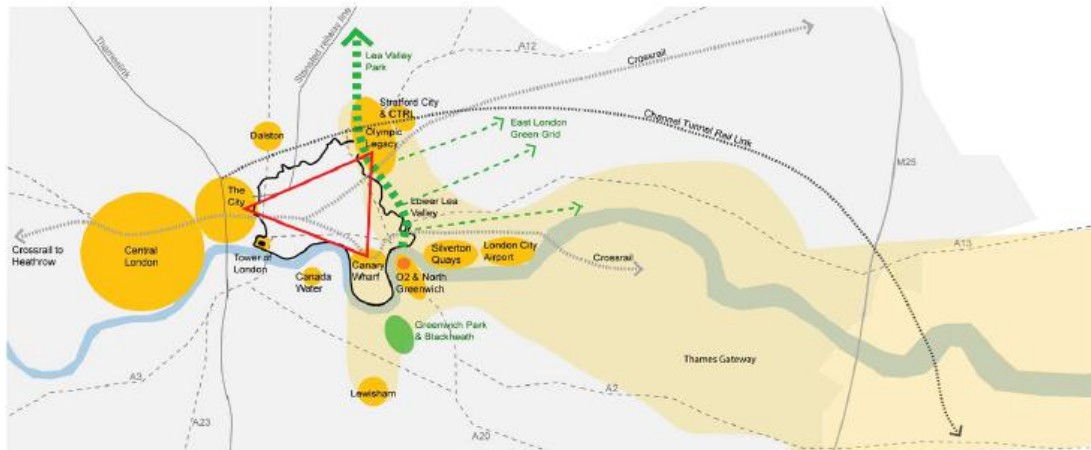 Thameslink
Stansted railway line
Lea Valley
Park
A12
Crossrail
Stratford City
& CTRL
Dalston
Olympic
Legacy
East London
Green Grid
Channel Tunnel Rail Link
M25
The City
Lower Lea
Valley
Crossrail to
Heathrow
Central
London
Tower of
London
Canada
Water
Canary
Wharf
O2 & North
Greenwich
Silverton
Quays
London City
Airport
Crossrail
A13
Greenwich Park
& Blackheath
Thames Gateway
A3
Lewisham
A2
A23
A20